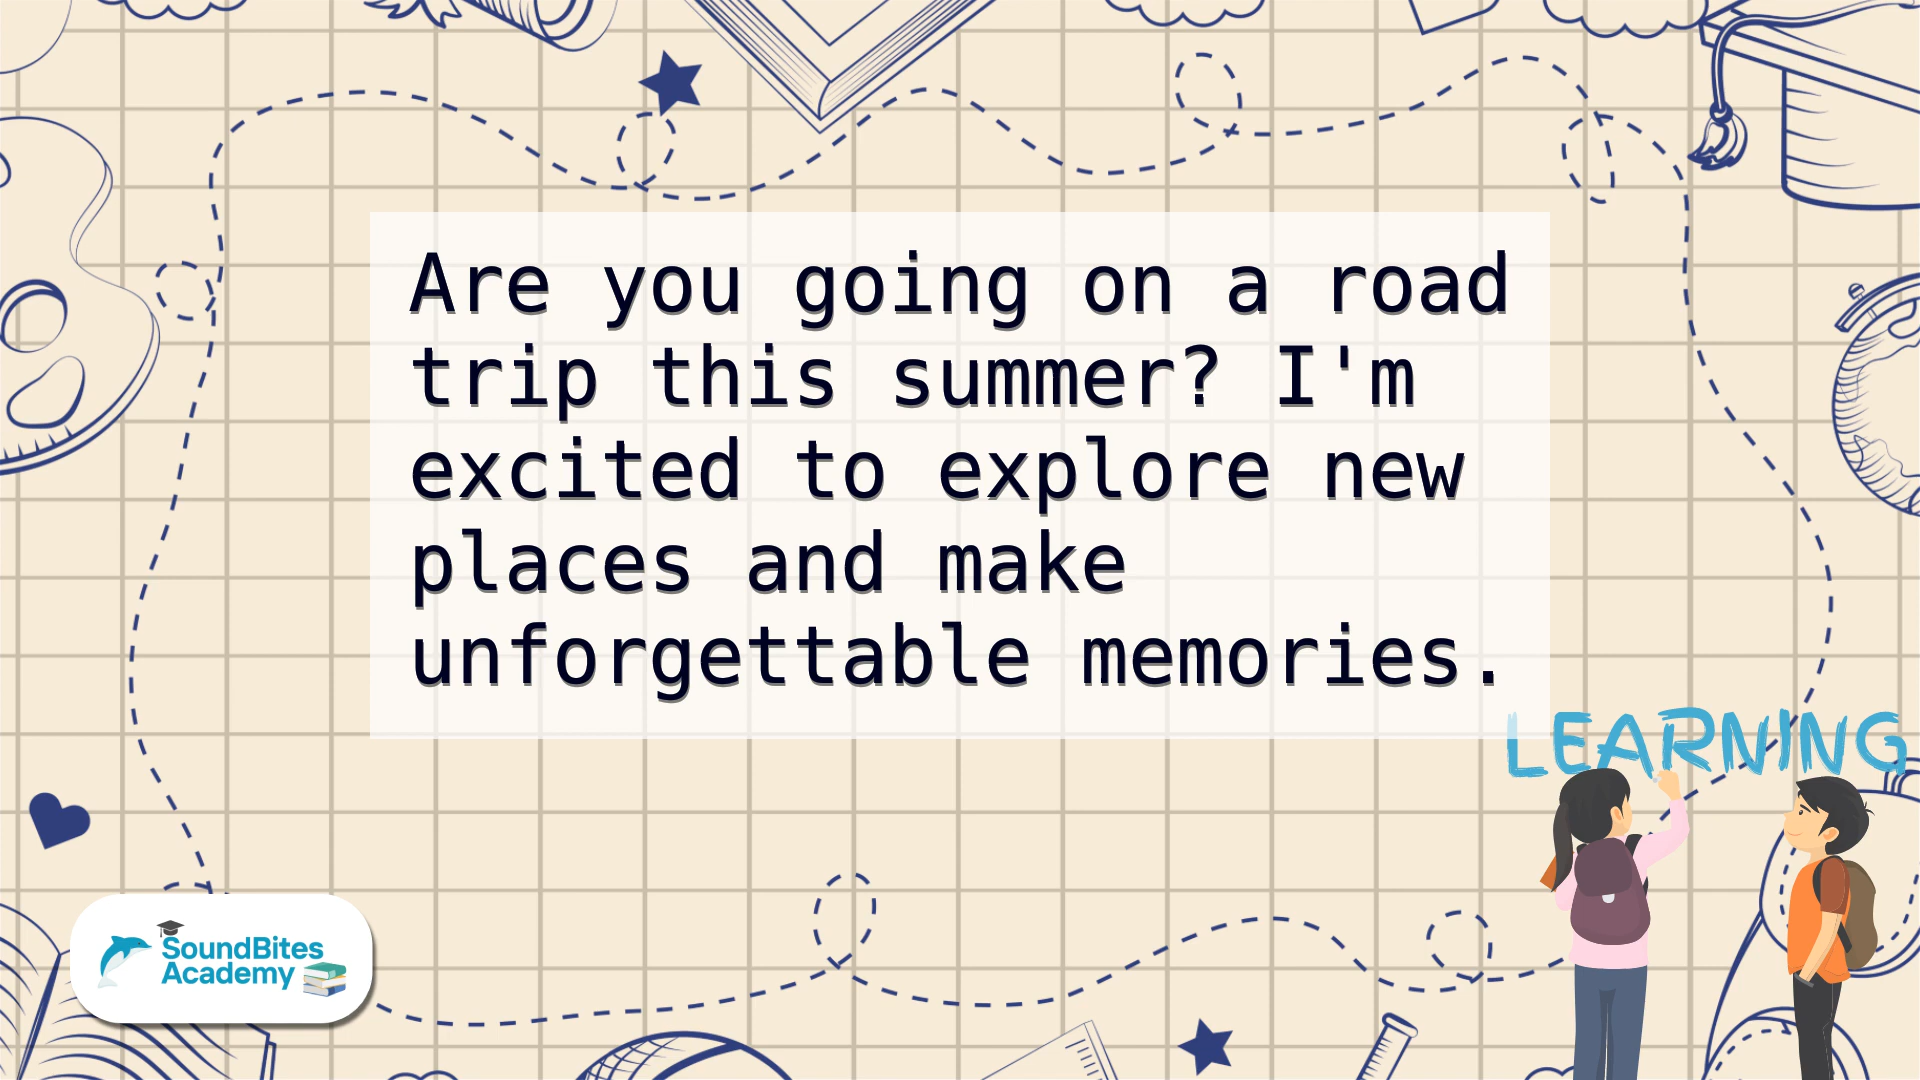 Are you going on a road
trip this summer? I'm
excited to explore new
places and make
unforgettable memories.
LEARNING
SoundBites
Academy